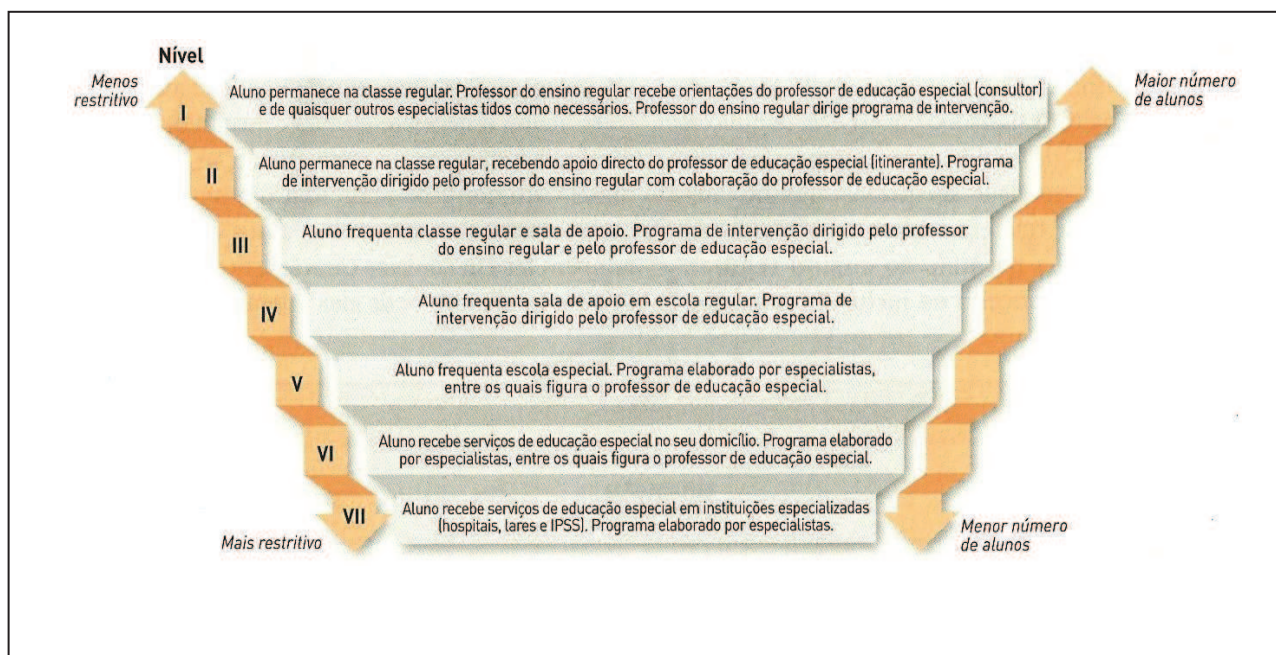 Nível
Menos
restritivo
Maior número
de alunos
I
Aluno permanece na classe regular. Professor do ensino regular recebe orientações do professor de educação especial (consultor)
e de quaisquer outros especialistas tidos como necessários. Professor do ensino regular dirige programa de intervenção.
II
Aluno permanece na classe regular, recebendo apoio directo do professor de educação especial (itinerante). Programa
de intervenção dirigido pelo professor do ensino regular com colaboração do professor de educação especial.
III
Aluno frequenta classe regular e sala de apoio. Programa de intervenção dirigido pelo professor
do ensino regular e pelo professor de educação especial.
IV
Aluno frequenta sala de apoio em escola regular. Programa de
intervenção dirigido pelo professor de educação especial.
V
Aluno frequenta escola especial. Programa elaborado por especialistas,
entre os quais figura o professor de educação especial.
VI
Aluno recebe serviços de educação especial no seu domicílio. Programa elaborado
por especialistas, entre os quais figura o professor de educação especial.
VII
Aluno recebe serviços de educação especial em instituições especializadas
(hospitais, lares e IPSS). Programa elaborado por especialistas.
Mais restritivo
Menor número
de alunos